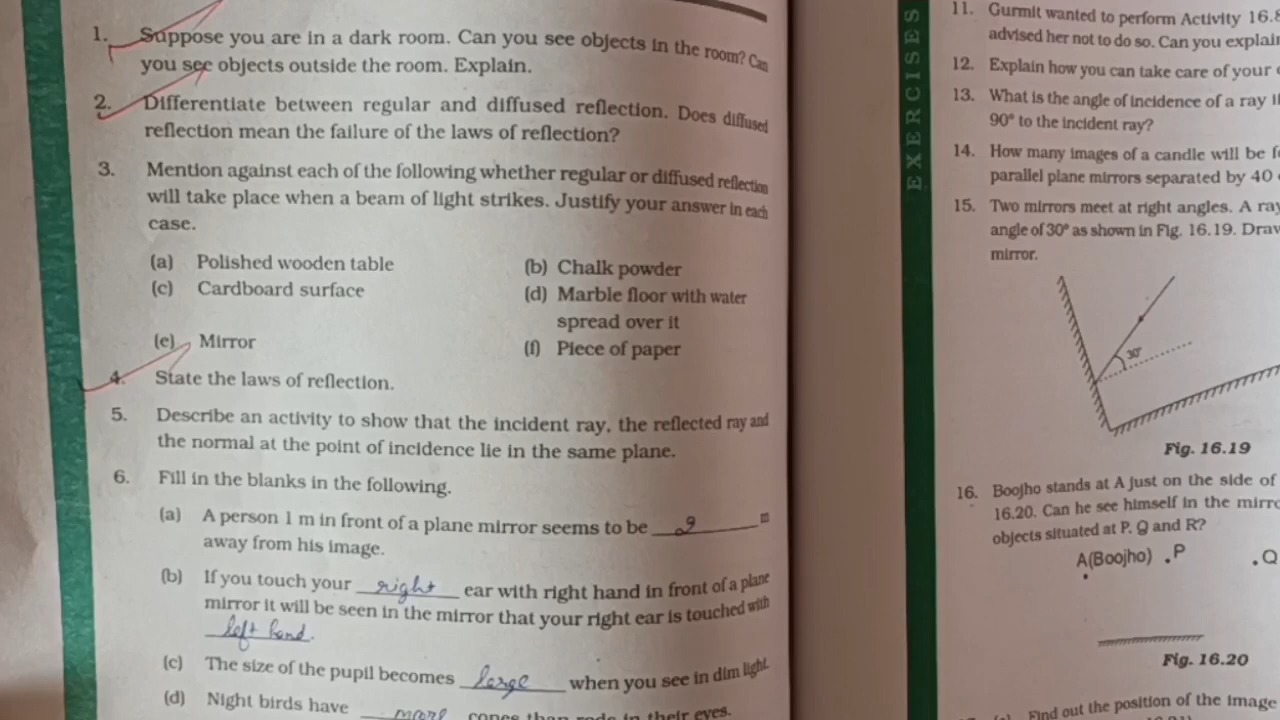 1. Suppose you are in a dark room. Can you see objects in the room? Can
you see objects outside the room. Explain.
2. Differentiate between regular and diffused reflection. Does diffused
reflection mean the failure of the laws of reflection?
3. Mention against each of the following whether regular or diffused reflection
will take place when a beam of light strikes. Justify your answer in each
case.
(a) Polished wooden table (b) Chalk powder
(c) Cardboard surface (d) Marble floor with water
spread over it
(e) Mirror (f) Piece of paper
4. State the laws of reflection.
5. Describe an activity to show that the incident ray, the reflected ray and
the normal at the point of incidence lie in the same plane.
6. Fill in the blanks in the following.
(a) A person 1 m in front of a plane mirror seems to be 2 m
away from his image.
(b) If you touch your right ear with right hand in front of a plane
mirror it will be seen in the mirror that your right ear is touched with
left hand.
(c) The size of the pupil becomes large when you see in dim light.
(d) Night birds have more cones than rods in their eyes.
EXERCISES
11. Gurmit wanted to perform Activity 16.8
advised her not to do so. Can you explain
12. Explain how you can take care of your
13. What is the angle of incidence of a ray
90° to the incident ray?
14. How many images of a candle will be
parallel plane mirrors separated by 40
15. Two mirrors meet at right angles. A ray
angle of 30° as shown in Fig. 16.19. Draw
mirror.
30°
Fig. 16.19
16. Boojho stands at A just on the side of
16.20. Can he see himself in the
objects situated at P, Q and R?
A(Boojho) .P .Q
Fig. 16.20
Find out the position of the image